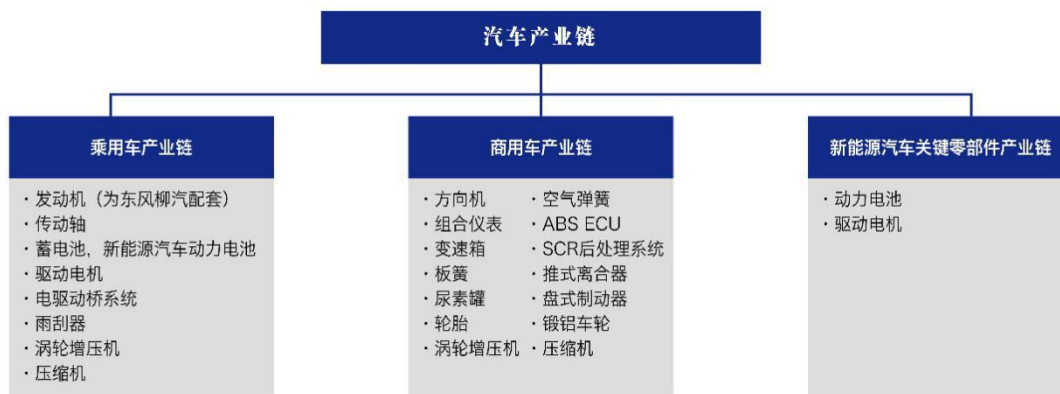 汽车产业链
乘用车产业链
·发动机（为东风柳汽配套）
·传动轴
·蓄电池，新能源汽车动力电池
·驱动电机
·电驱动桥系统
·雨刮器
·涡轮增压机
·压缩机
商用车产业链
·方向机
·组合仪表
·变速箱
·板簧
·尿素罐
·轮胎
·涡轮增压机
·空气弹簧
·ABS ECU
·SCR后处理系统
·推式离合器
·盘式制动器
·锻铝车轮
·压缩机
新能源汽车关键零部件产业链
·动力电池
·驱动电机